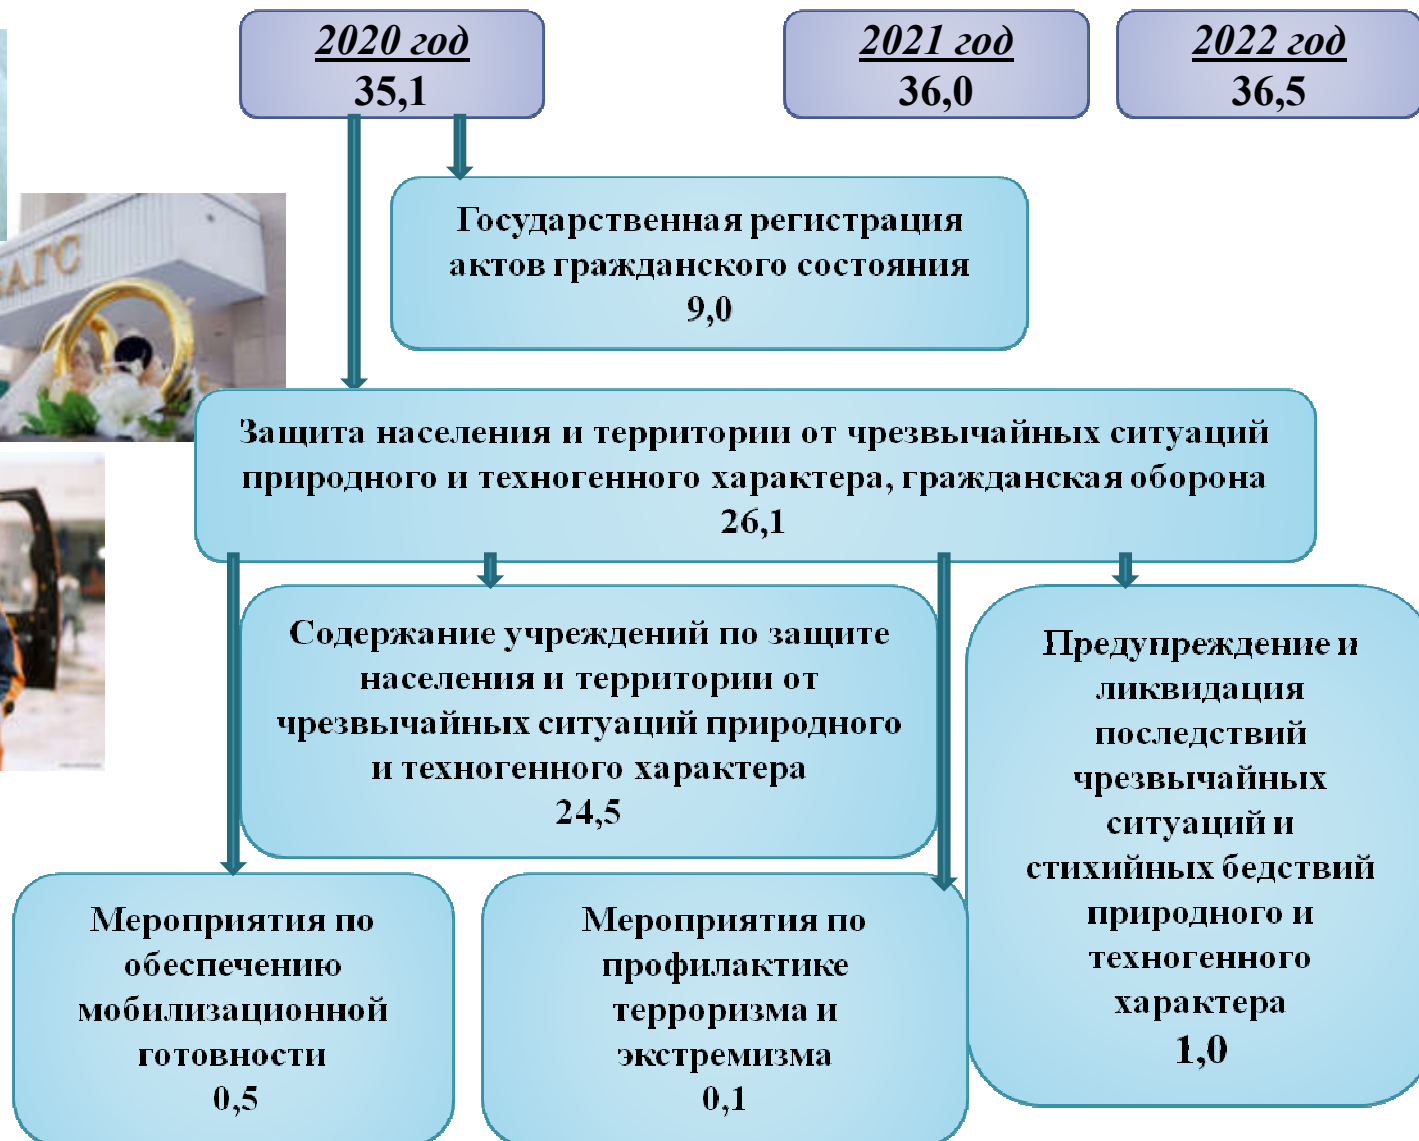 2020 год
35,1
2021 год
36,0
2022 год
36,5
Государственная регистрация
актов гражданского состояния
9,0
АГС
Защита населения и территории от чрезвычайных ситуаций
природного и техногенного характера, гражданская оборона
26,1
Содержание учреждений по защите
населения и территории от
чрезвычайных ситуаций природного
и техногенного характера
24,5
Предупреждение и
ликвидация
последствий
чрезвычайных
ситуаций и
стихийных бедствий
природного и
техногенного
характера
1,0
Мероприятия по
обеспечению
мобилизационной
готовности
0,5
Мероприятия по
профилактике
терроризма и
экстремизма
0,1